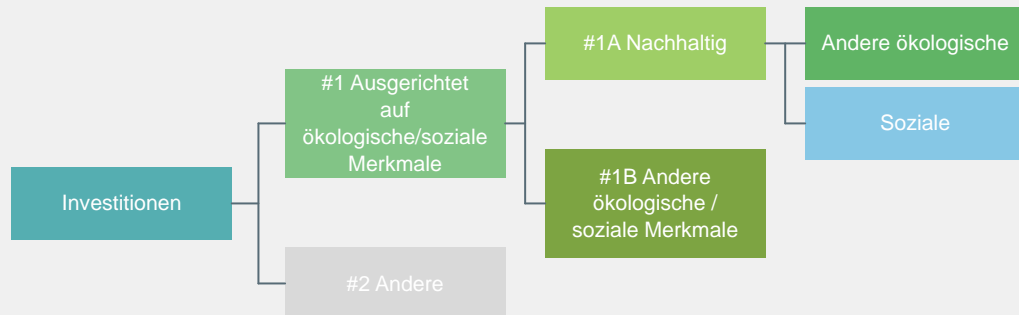 #1A Nachhaltig
Andere ökologische
#1 Ausgerichtet
auf
ökologische/soziale
Merkmale
Soziale
#1B Andere
ökologische /
soziale Merkmale
Investitionen
#2 Andere